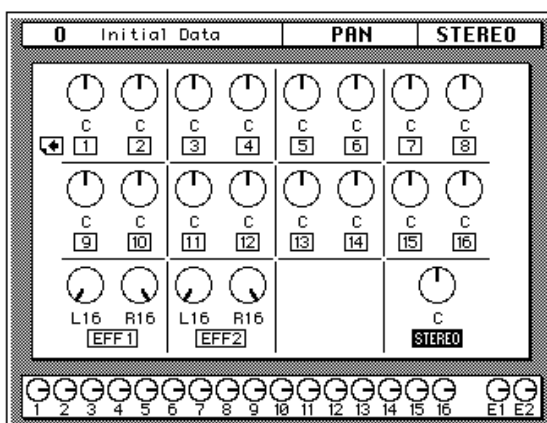 0 Initial Data PAN STEREO
C C C C C C C C
1 2 3 4 5 6 7 8
C C C C C C C C
9 10 11 12 13 14 15 16
L16 R16 L16 R16 C
EFF1 EFF2 STEREO
1 2 3 4 5 6 7 8 9 10 11 12 13 14 15 16 E1 E2